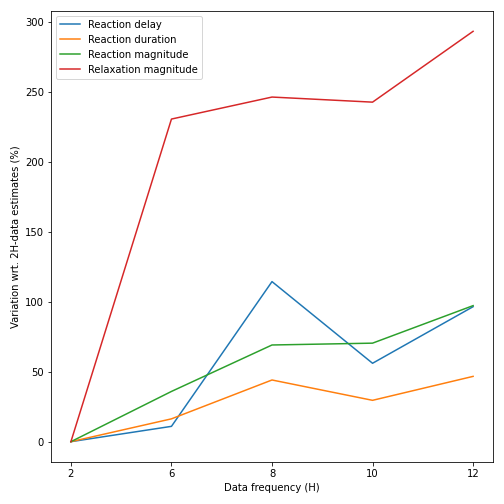 300
250
200
150
100
50
0
Variation wrt. 2H-data estimates (%)
Reaction delay
Reaction duration
Reaction magnitude
Relaxation magnitude
2 6 8 10 12
Data frequency (H)